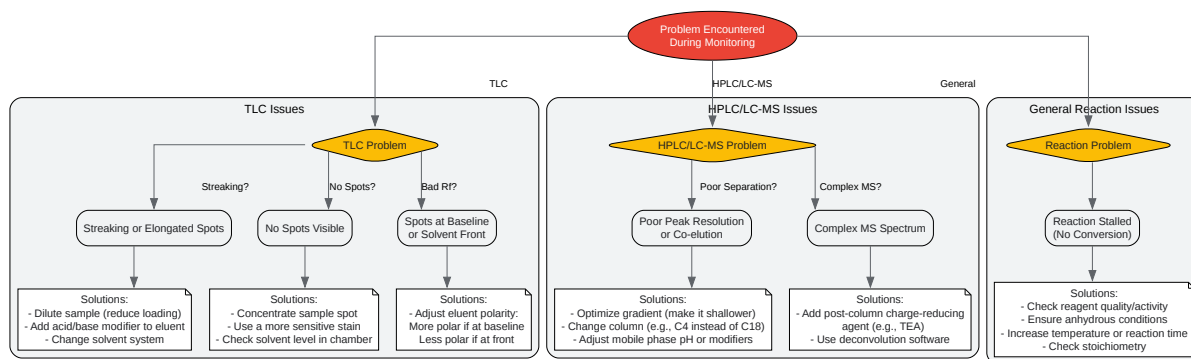 Problem Encountered
During Monitoring
TLC
HPLC/LC-MS
General
TLC Issues
HPLC/LC-MS Issues
General Reaction Issues
TLC Problem
HPLC/LC-MS Problem
Reaction Problem
Streaking?
No Spots?
Bad Rf?
Poor Separation?
Complex MS?
Streaking or Elongated Spots
No Spots Visible
Spots at Baseline
or Solvent Front
Poor Peak Resolution
or Co-elution
Complex MS Spectrum
Reaction Stalled
(No Conversion)
Solutions:
- Dilute sample (reduce loading)
- Add acid/base modifier to eluent
- Change solvent system
Solutions:
- Concentrate sample spot
- Use a more sensitive stain
- Check solvent level in chamber
Solutions:
- Adjust eluent polarity:
More polar if at baseline
Less polar if at front
Solutions:
- Optimize gradient (make it shallower)
- Change column (e.g., C4 instead of C18)
- Adjust mobile phase pH or modifiers
Solutions:
- Add post-column charge-reducing
agent (e.g., TEA)
- Use deconvolution software
Solutions:
- Check reagent quality/activity
- Ensure anhydrous conditions
- Increase temperature or reaction time
- Check stoichiometry